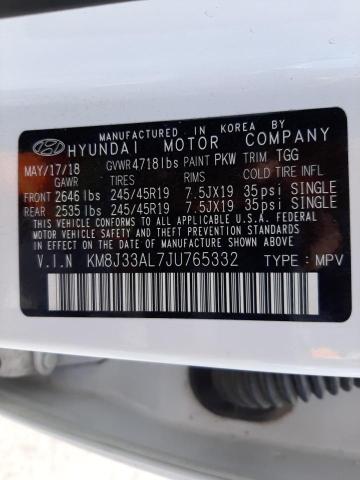 MANUFACTURED IN KOREA BY
HYUNDAI MOTOR COMPANY
MAY/17/18 GVWR 4718lbs PAINT PKW TRIM TGG
GAWR TIRES RIMS COLD TIRE INFL
FRONT 2646 lbs 245/45R19 7.5JX19 35psi SINGLE
REAR 2535 lbs 245/45R19 7.5JX19 35psi SINGLE
THIS VEHICLE CONFORMS TO ALL APPLICABLE U.S.A. FEDERAL
MOTOR VEHICLE SAFETY, BUMPER, AND THEFT PREVENTION
STANDARDS IN EFFECT ON THE DATE OF MANUFACTURE SHOWN ABOVE
V.I.N KM8J33AL7JU765332 TYPE: MPV